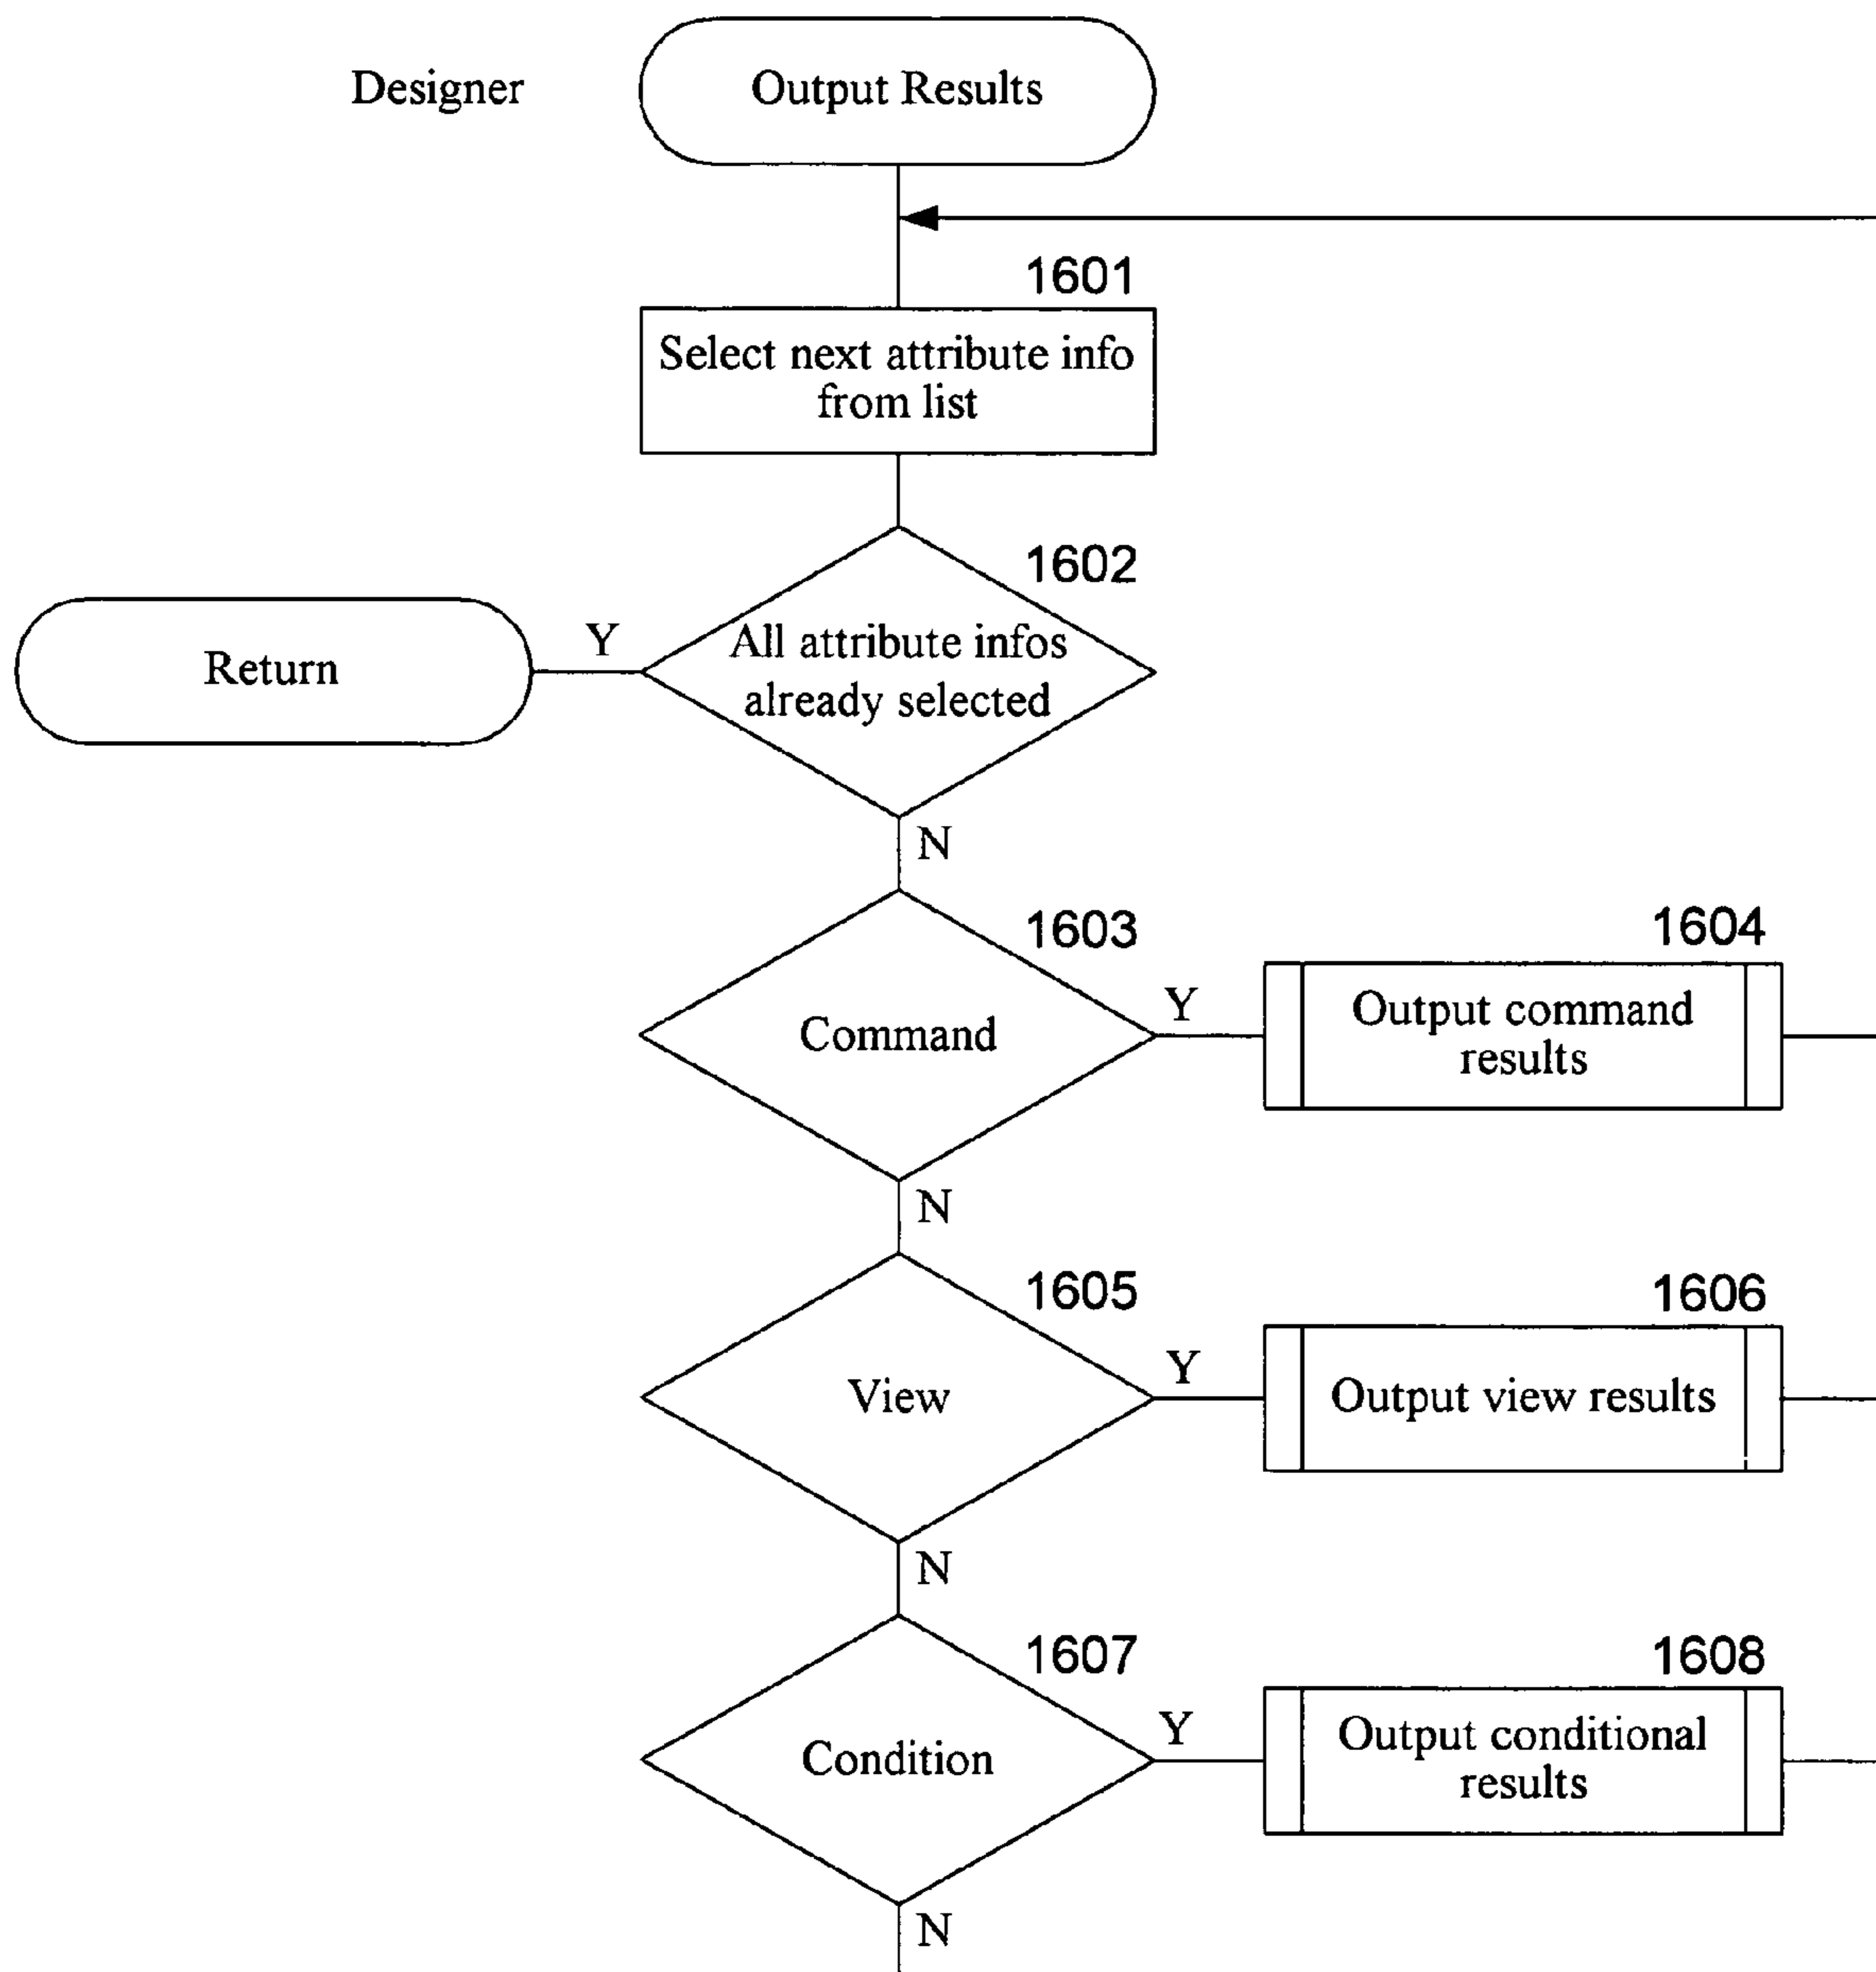 Designer
Output Results
1601
Select next attribute info
from list
1602
Return
Y
All attribute infos
already selected
N
1603
1604
Command
Y
Output command
results
N
1605
1606
View
Y
Output view results
N
1607
1608
Condition
Y
Output conditional
results
N